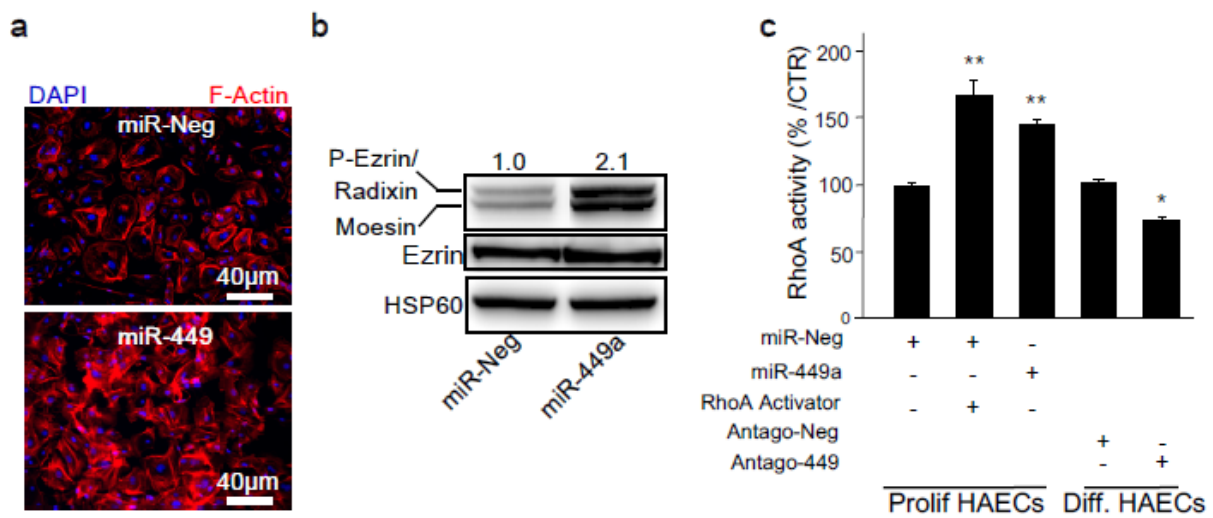 a
DAPI F-Actin
miR-Neg
40µm
miR-449
40µm
b
P-Ezrin/
Radixin
Moesin
1.0 2.1
Ezrin
HSP60
miR-Neg miR-449a
c
RhoA activity (% /CTR)
200
150
100
50
0
** ** *
miR-Neg + + -
miR-449a - - +
RhoA Activator - + -
Antago-Neg + -
Antago-449 - +
Prolif HAECs Diff. HAECs